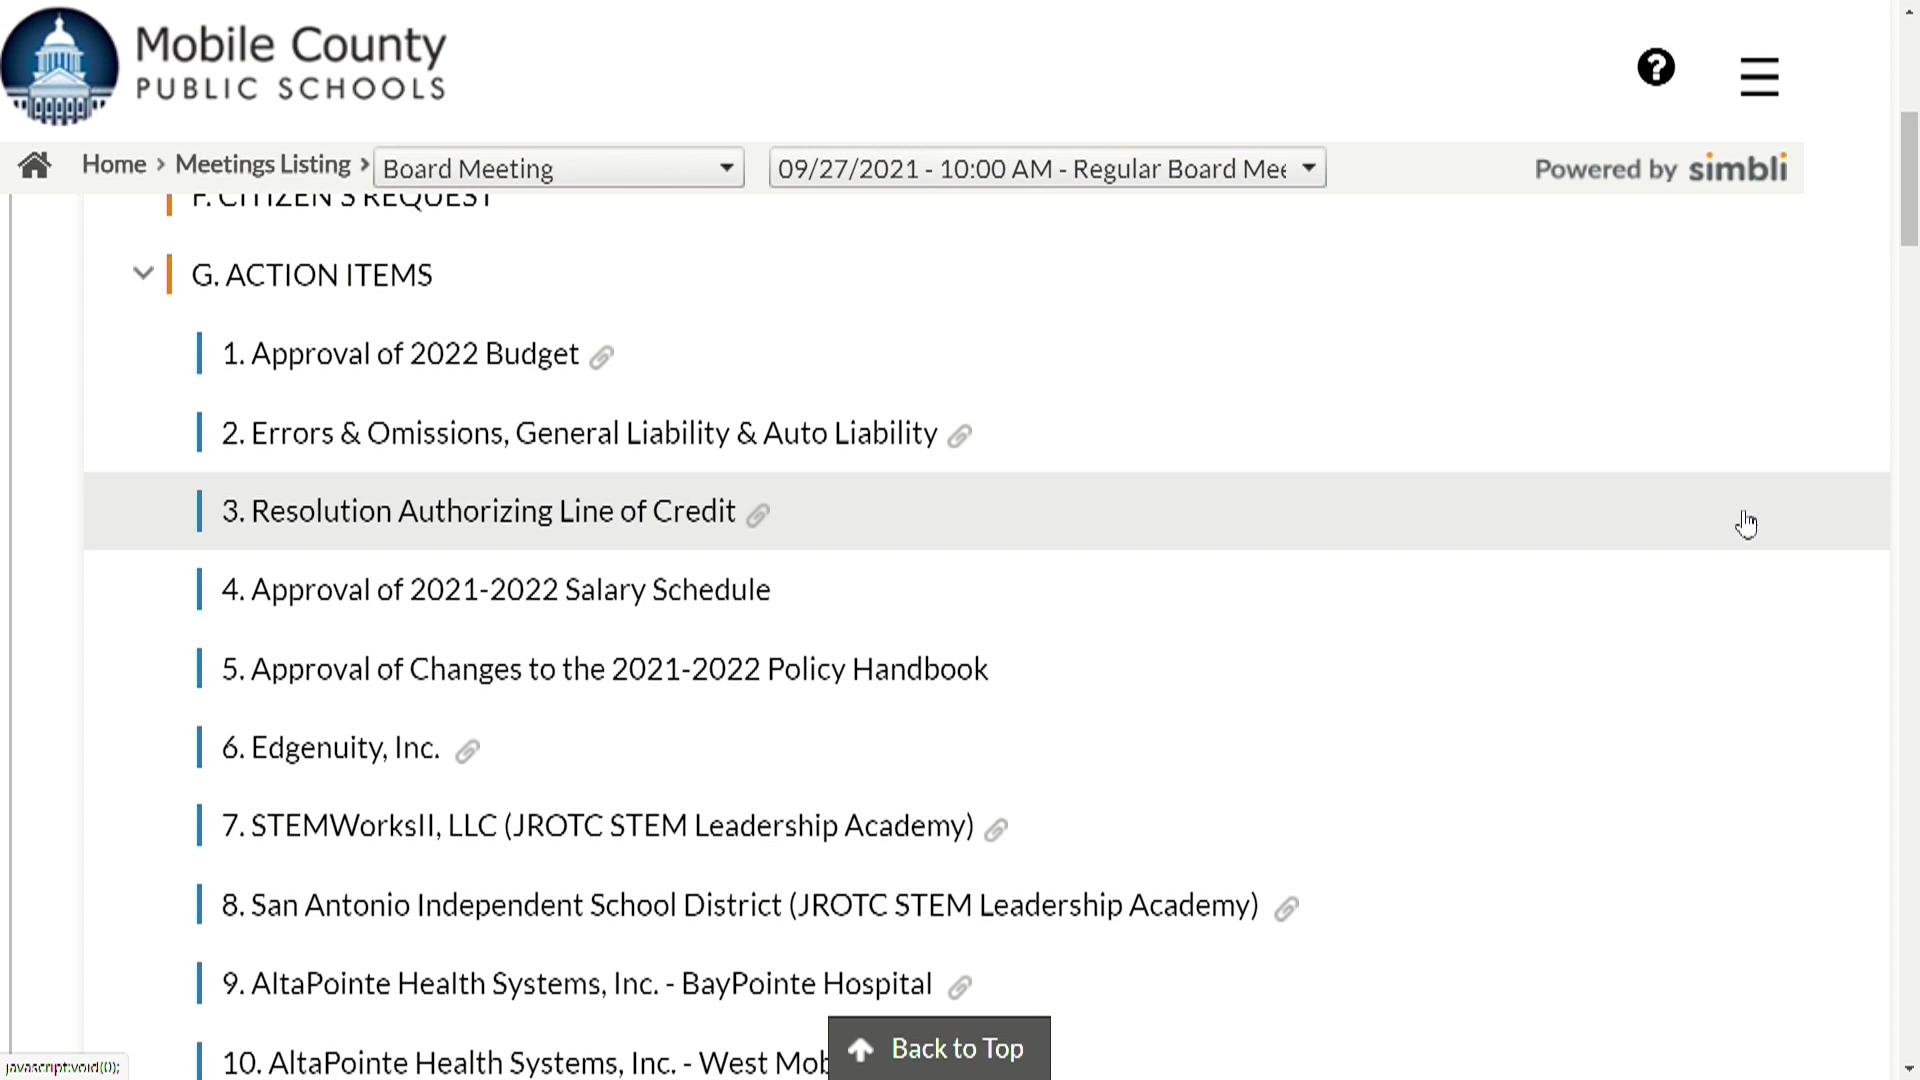 Mobile County
PUBLIC SCHOOLS
?
Home > Meetings Listing > Board Meeting 09/27/2021 - 10:00 AM - Regular Board Mee Powered by simbli
F. CITIZEN'S REQUEST
G. ACTION ITEMS
1. Approval of 2022 Budget
2. Errors & Omissions, General Liability & Auto Liability
3. Resolution Authorizing Line of Credit
4. Approval of 2021-2022 Salary Schedule
5. Approval of Changes to the 2021-2022 Policy Handbook
6. Edgenuity, Inc.
7. STEMWorksII, LLC (JROTC STEM Leadership Academy)
8. San Antonio Independent School District (JROTC STEM Leadership Academy)
9. AltaPointe Health Systems, Inc. - BayPointe Hospital
10. AltaPointe Health Systems, Inc. - West Mob
Back to Top
javascript:void(0);